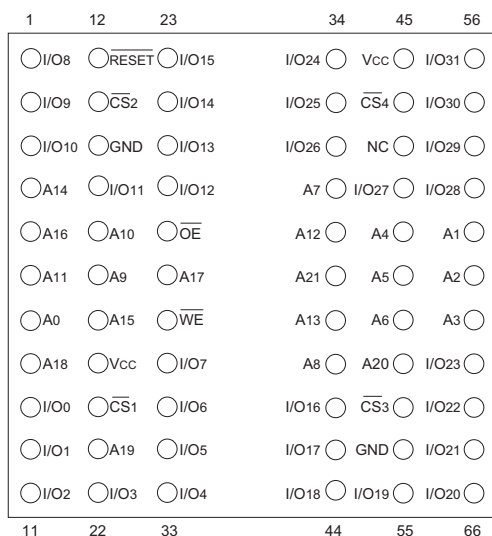 1 12 23 34 45 56
I/O8 RESET I/O15 I/O24 VCC I/O31
I/O9 CS2 I/O14 I/O25 CS4 I/O30
I/O10 GND I/O13 I/O26 NC I/O29
A14 I/O11 I/O12 A7 I/O27 I/O28
A16 A10 OE A12 A4 A1
A11 A9 A17 A21 A5 A2
A0 A15 WE A13 A6 A3
A18 VCC I/O7 A8 A20 I/O23
I/O0 CS1 I/O6 I/O16 CS3 I/O22
I/O1 A19 I/O5 I/O17 GND I/O21
I/O2 I/O3 I/O4 I/O18 I/O19 I/O20
11 22 33 44 55 66